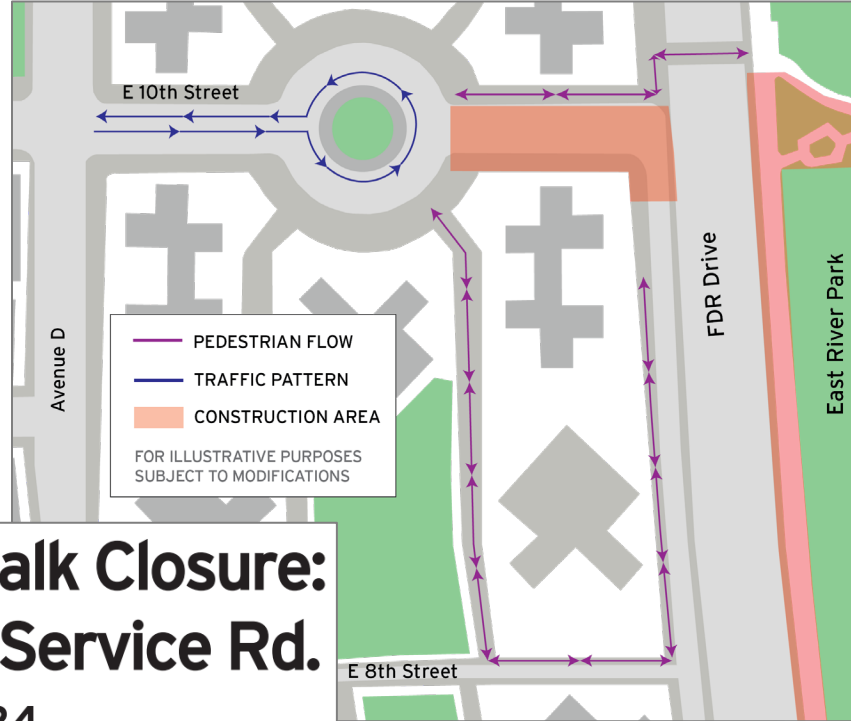 E 10th Street
FDR Drive
East River Park
Avenue D
PEDESTRIAN FLOW
TRAFFIC PATTERN
CONSTRUCTION AREA
FOR ILLUSTRATIVE PURPOSES
SUBJECT TO MODIFICATIONS
alk Closure:
Service Rd.
E 8th Street